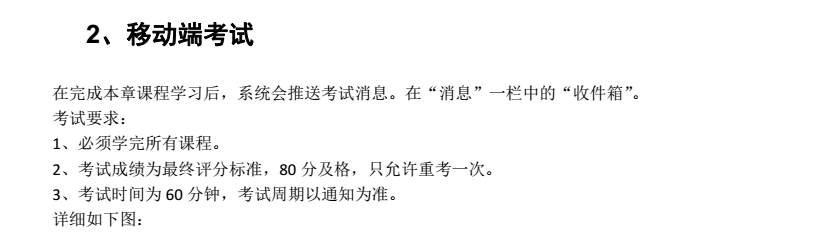 2、移动端考试
在完成本章课程学习后，系统会推送考试消息。在“消息”一栏中的“收件箱”。
考试要求：
1、必须学完所有课程。
2、考试成绩为最终评分标准，80 分及格，只允许重考一次。
3、考试时间为 60 分钟，考试周期以通知为准。
详细如下图：